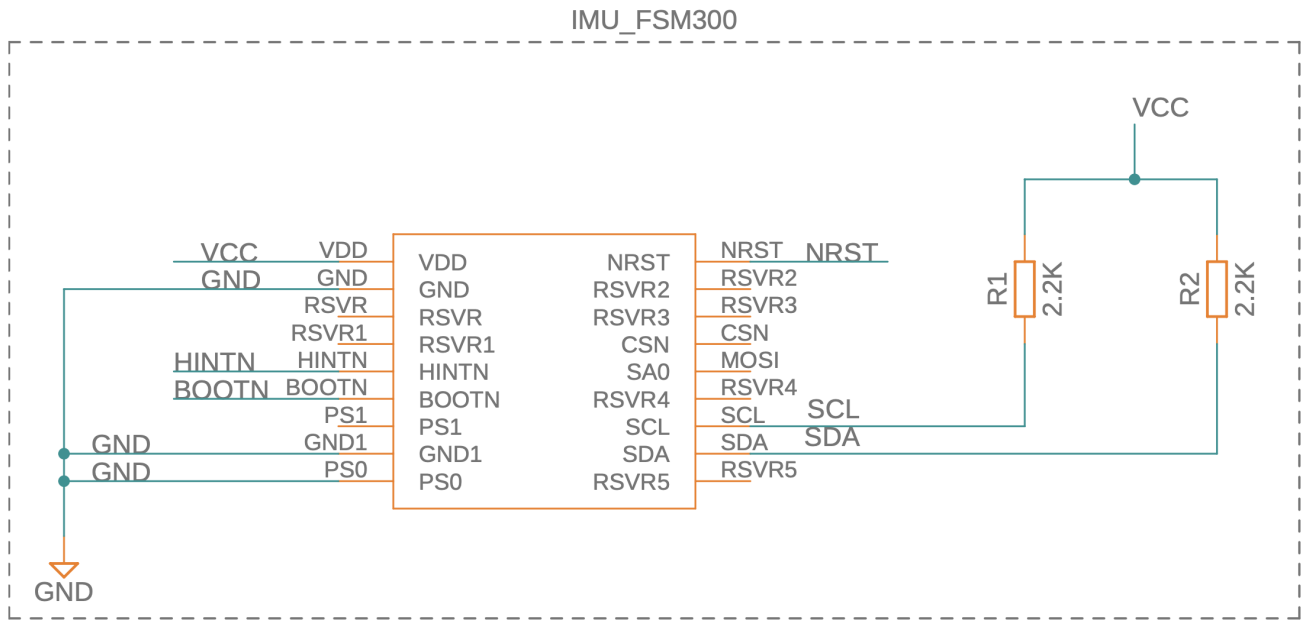 IMU_FSM300
VCC
VCC VDD VDD NRST NRST NRST
GND GND GND RSVR2 RSVR2
RSVR RSVR RSVR3 RSVR3
RSVR1 RSVR1 CSN CSN
HINTN HINTN HINTN SA0 MOSI
BOOTN BOOTN BOOTN RSVR4 RSVR4
PS1 PS1 SCL SCL SCL
GND GND1 GND1 SDA SDA SDA
GND PS0 PS0 RSVR5 RSVR5
R1 2.2K
R2 2.2K
GND